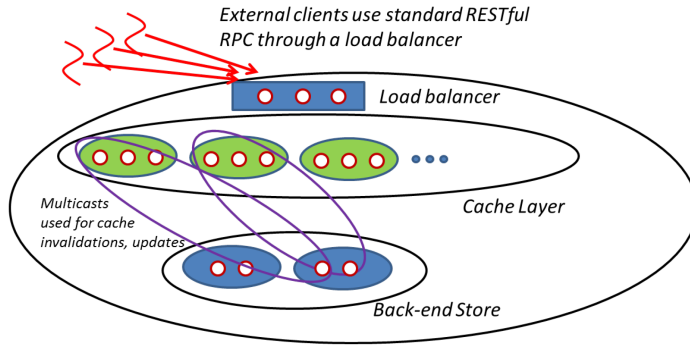 External clients use standard RESTful
RPC through a load balancer
Load balancer
Cache Layer
Multicasts
used for cache
invalidations, updates
Back-end Store